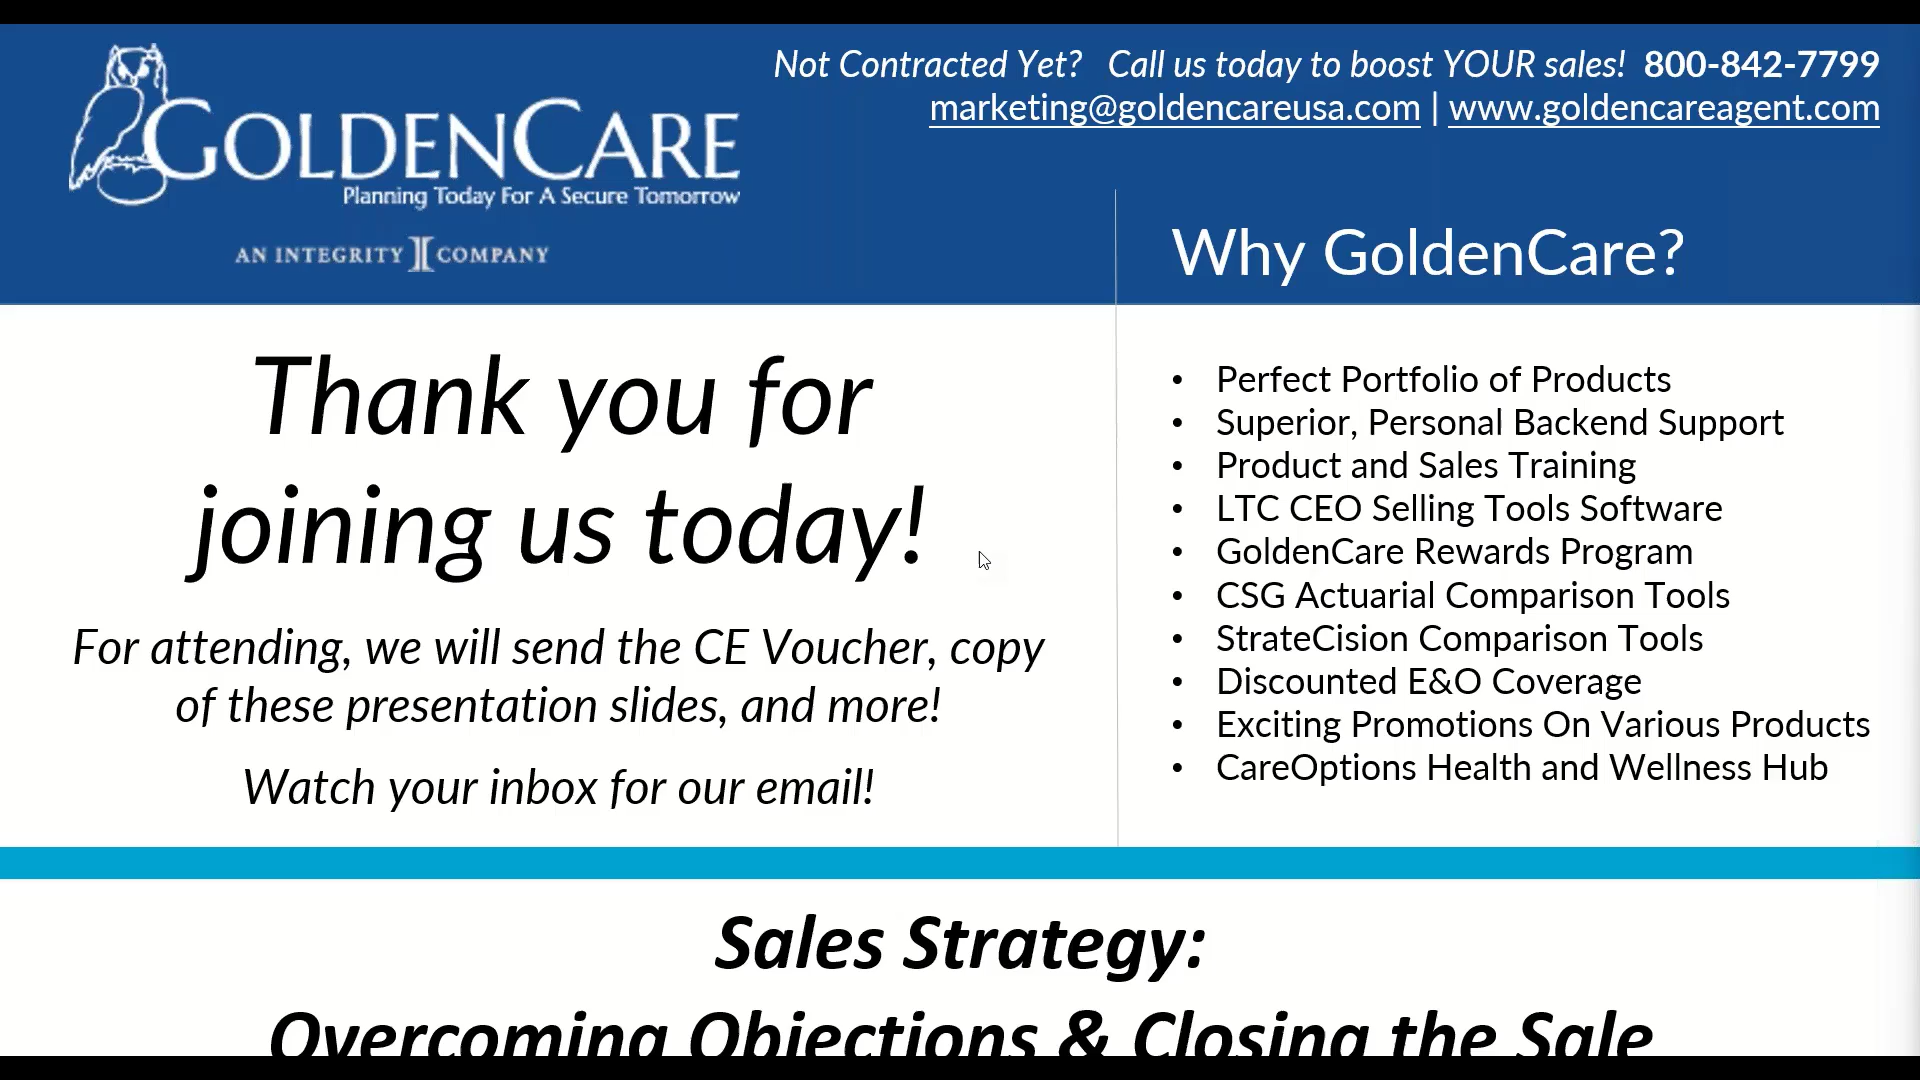 Not Contracted Yet? Call us today to boost YOUR sales! 800-842-7799
marketing@goldencareusa.com | www.goldencareagent.com
GOLDENCARE
Planning Today For A Secure Tomorrow
AN INTEGRITY COMPANY
Why GoldenCare?
Thank you for
joining us today!
For attending, we will send the CE Voucher, copy
of these presentation slides, and more!
Watch your inbox for our email!
• Perfect Portfolio of Products
• Superior, Personal Backend Support
• Product and Sales Training
• LTC CEO Selling Tools Software
• GoldenCare Rewards Program
• CSG Actuarial Comparison Tools
• StrateCision Comparison Tools
• Discounted E&O Coverage
• Exciting Promotions On Various Products
• CareOptions Health and Wellness Hub
Sales Strategy:
Overcoming Objections & Closing the Sale